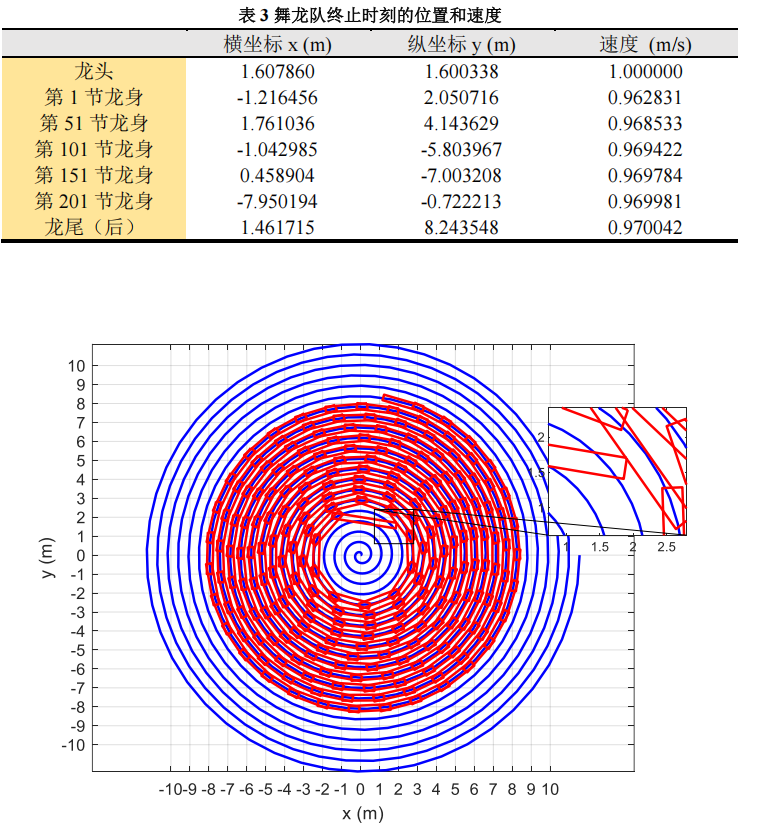 表 3 舞龙队终止时刻的位置和速度
横坐标 x (m) 纵坐标 y (m) 速度 (m/s)
龙头 1.607860 1.600338 1.000000
第 1 节龙身 -1.216456 2.050716 0.962831
第 51 节龙身 1.761036 4.143629 0.968533
第 101 节龙身 -1.042985 -5.803967 0.969422
第 151 节龙身 0.458904 -7.003208 0.969784
第 201 节龙身 -7.950194 -0.722213 0.969981
龙尾（后） 1.461715 8.243548 0.970042
10
9
8
7
6
5
4
3
2
1
0
-1
-2
-3
-4
-5
-6
-7
-8
-9
-10
y (m)
-10 -9 -8 -7 -6 -5 -4 -3 -2 -1 0 1 2 3 4 5 6 7 8 9 10
x (m)
2
1.5
1
1 1.5 2 2.5